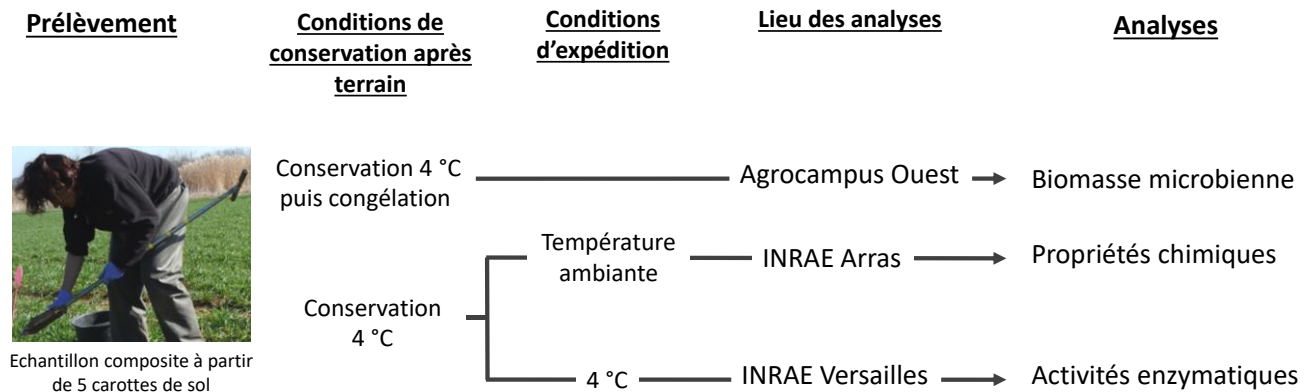 Prélèvement
Conditions de
conservation après
terrain
Conditions
d'expédition
Lieu des analyses
Analyses
Conservation 4 °C
puis congélation
Agrocampus Ouest
Biomasse microbienne
Température
ambiante
INRAE Arras
Propriétés chimiques
Conservation
4 °C
4 °C
INRAE Versailles
Activités enzymatiques
Echantillon composite à partir
de 5 carottes de sol